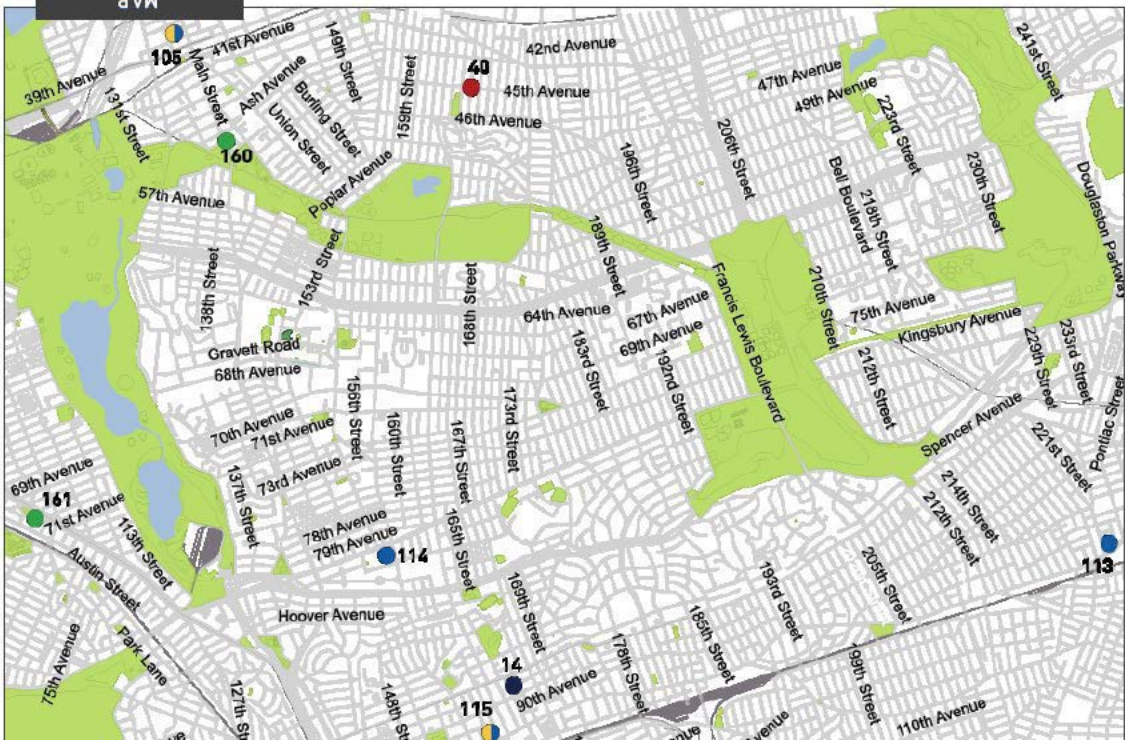 MAP
105
39th Avenue
41st Avenue
Main Street
131st Street
Ash Avenue
149th Street
Burling Street
Union Street
160
Poplar Avenue
159th Street
40
42nd Avenue
45th Avenue
46th Avenue
47th Avenue
49th Avenue
241st Street
223rd Street
206th Street
196th Street
Bell Boulevard
218th Street
230th Street
Douglaston Parkway
57th Avenue
138th Street
153rd Street
168th Street
189th Street
64th Avenue
67th Avenue
69th Avenue
Francis Lewis Boulevard
210th Street
75th Avenue
Kingsbury Avenue
Gravett Road
68th Avenue
183rd Street
192nd Street
212th Street
229th Street
233rd Street
Pontiac Street
156th Street
160th Street
70th Avenue
71st Avenue
73rd Avenue
167th Street
173rd Street
Spencer Avenue
221st Street
214th Street
212th Street
69th Avenue
161
71st Avenue
113th Street
137th Street
78th Avenue
79th Avenue
114
165th Street
Austin Street
Park Lane
75th Avenue
Hoover Avenue
169th Street
193rd Street
205th Street
113
14
90th Avenue
178th Street
185th Street
199th Street
110th Avenue
127th St
148th St
115